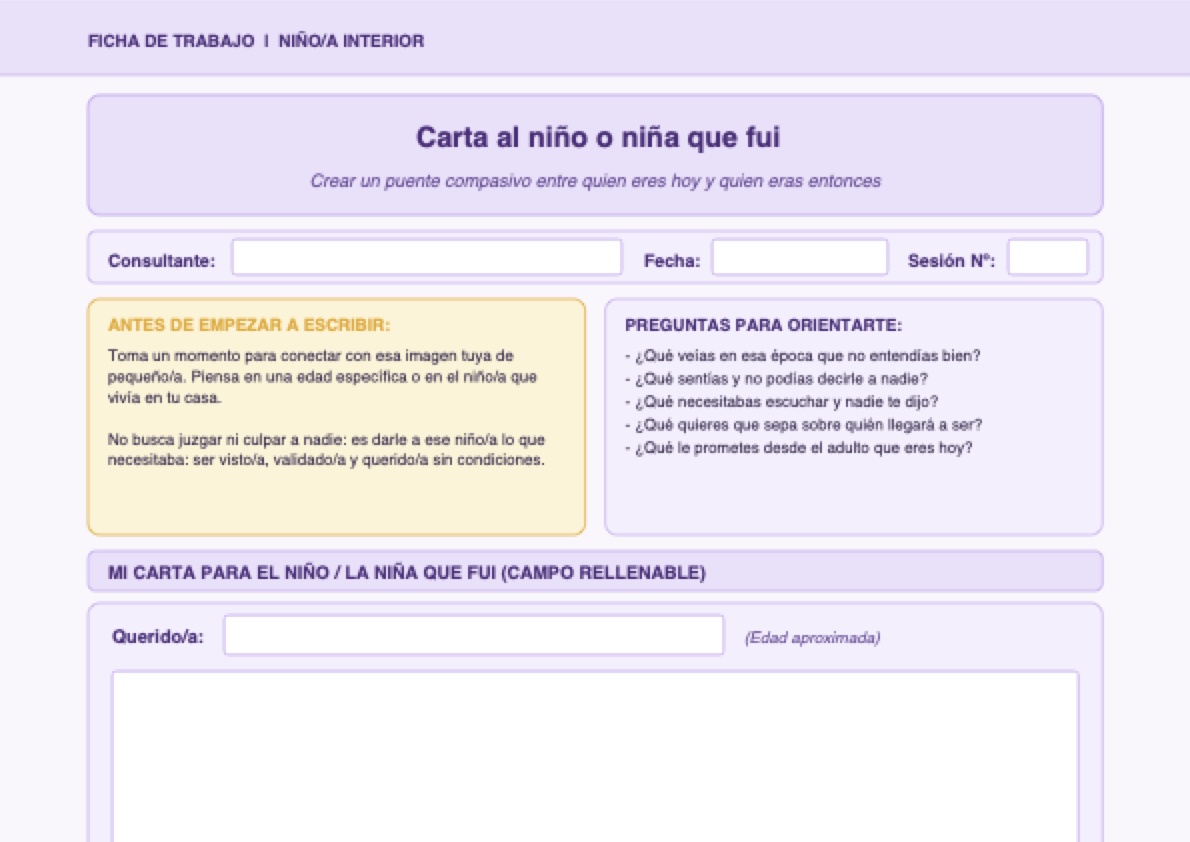 FICHA DE TRABAJO | NIÑO/A INTERIOR
Carta al niño o niña que fui
Crear un puente compasivo entre quien eres hoy y quien eras entonces
Consultante:
Fecha:
Sesión Nº:
ANTES DE EMPEZAR A ESCRIBIR:
Toma un momento para conectar con esa imagen tuya de
pequeño/a. Piensa en una edad específica o en el niño/a que
vivía en tu casa.
No busca juzgar ni culpar a nadie: es darle a ese niño/a lo que
necesitaba: ser visto/a, validado/a y querido/a sin condiciones.
PREGUNTAS PARA ORIENTARTE:
- ¿Qué veías en esa época que no entendías bien?
- ¿Qué sentías y no podías decirle a nadie?
- ¿Qué necesitabas escuchar y nadie te dijo?
- ¿Qué quieres que sepa sobre quién llegará a ser?
- ¿Qué le prometes desde el adulto que eres hoy?
MI CARTA PARA EL NIÑO / LA NIÑA QUE FUI (CAMPO RELLENABLE)
Querido/a:
(Edad aproximada)